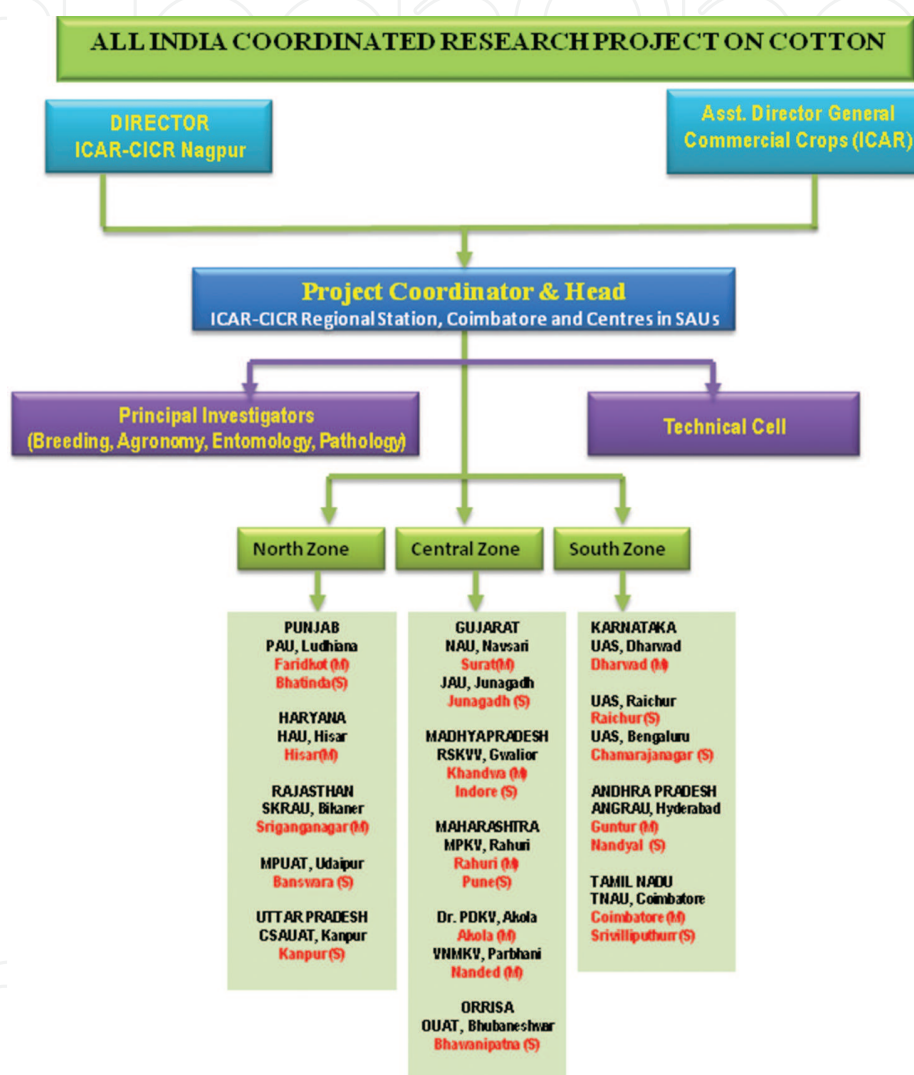 ALL INDIA COORDINATED RESEARCH PROJECT ON COTTON
DIRECTOR
ICAR-CICR Nagpur
Asst. Director General
Commercial Crops (ICAR)
Project Coordinator & Head
ICAR-CICR Regional Station, Coimbatore and Centres in SAUs
Principal Investigators
(Breeding, Agronomy, Entomology, Pathology)
Technical Cell
North Zone
Central Zone
South Zone
PUNJAB
PAU, Ludhiana
Faridkot (M)
Bhatinda(S)
HARYANA
HAU, Hisar
Hisar(M)
RAJASTHAN
SKRAU, Bikaner
Sriganganagar (M)
MPUAT, Udaipur
Banswara (S)
UTTAR PRADESH
CSAUAT, Kanpur
Kanpur (S)
GUJARAT
NAU, Navsari
Surat(M)
JAU, Junagadh
Junagadh (S)
MADHYAPRADESH
RSKVV, Gwalior
Khandwa (M)
Indore (S)
MAHARASHTRA
MPKV, Rahuri
Rahuri (M)
Pune(S)
Dr. PDKV, Akola
Akola (M)
VNMKV, Parbhani
Nanded (M)
ORRISA
OUAT, Bhubaneshwar
Bhawanipatna (S)
KARNATAKA
UAS, Dharwad
Dharwad (M)
UAS, Raichur
Raichur (S)
UAS, Bengaluru
Chamarajanagar (S)
ANDHRA PRADESH
ANGRAU, Hyderabad
Guntur (M)
Nandyal (S)
TAMIL NADU
TNAU, Coimbatore
Coimbatore (M)
Srivilliputhurr (S)